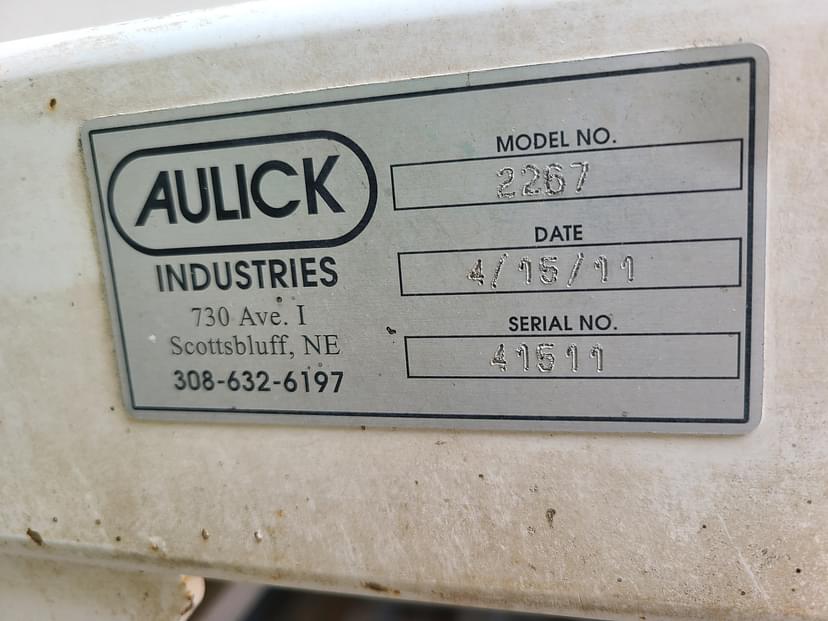 AULICK
INDUSTRIES
730 Ave. I
Scottsbluff, NE
308-632-6197
MODEL NO.
2267
DATE
4/15/11
SERIAL NO.
41511